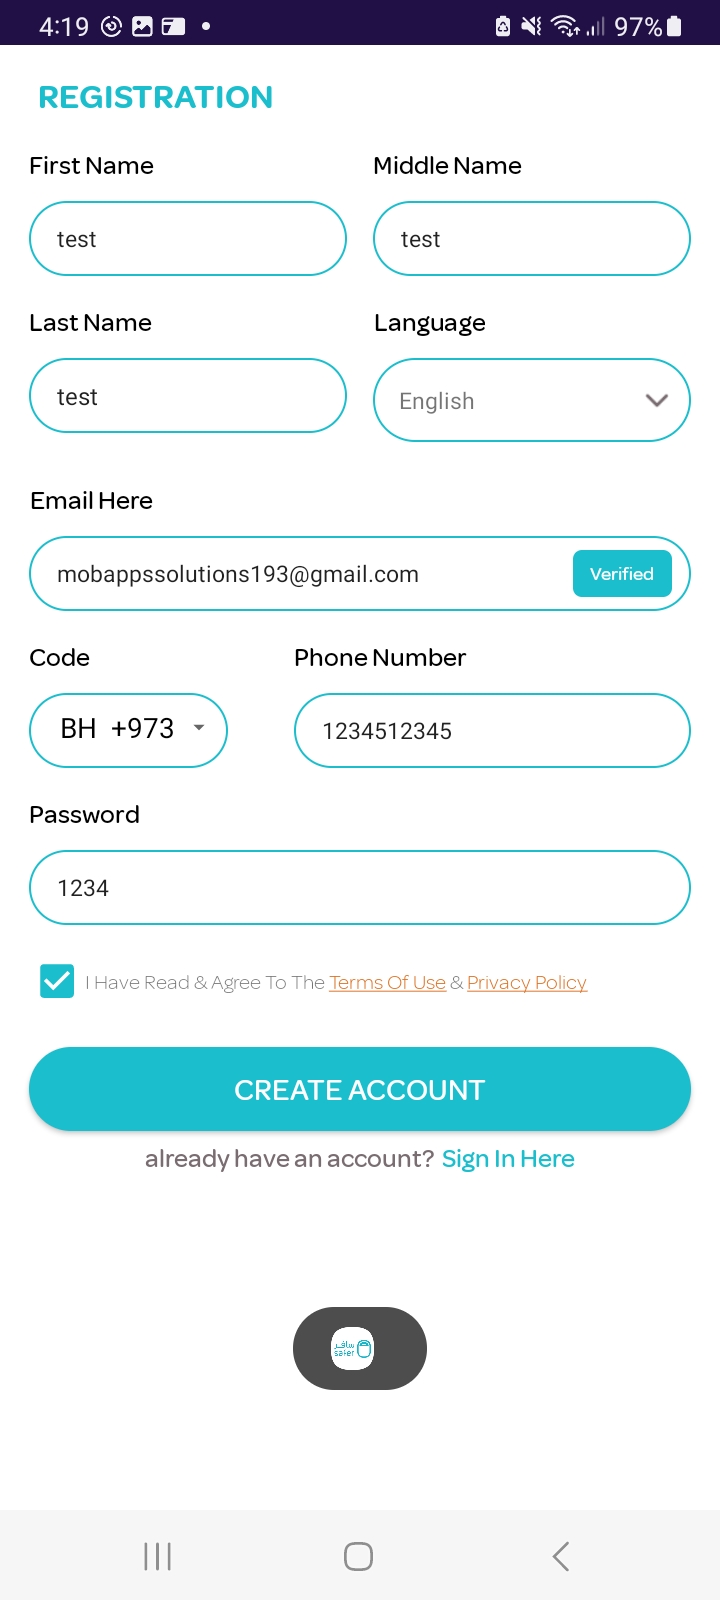 4:19
97%
REGISTRATION
First Name
Middle Name
test
test
Last Name
Language
test
English
Email Here
mobappssolutions193@gmail.com
Verified
Code
Phone Number
BH +973
1234512345
Password
1234
I Have Read & Agree To The Terms Of Use & Privacy Policy
CREATE ACCOUNT
already have an account? Sign In Here
سافر
safer